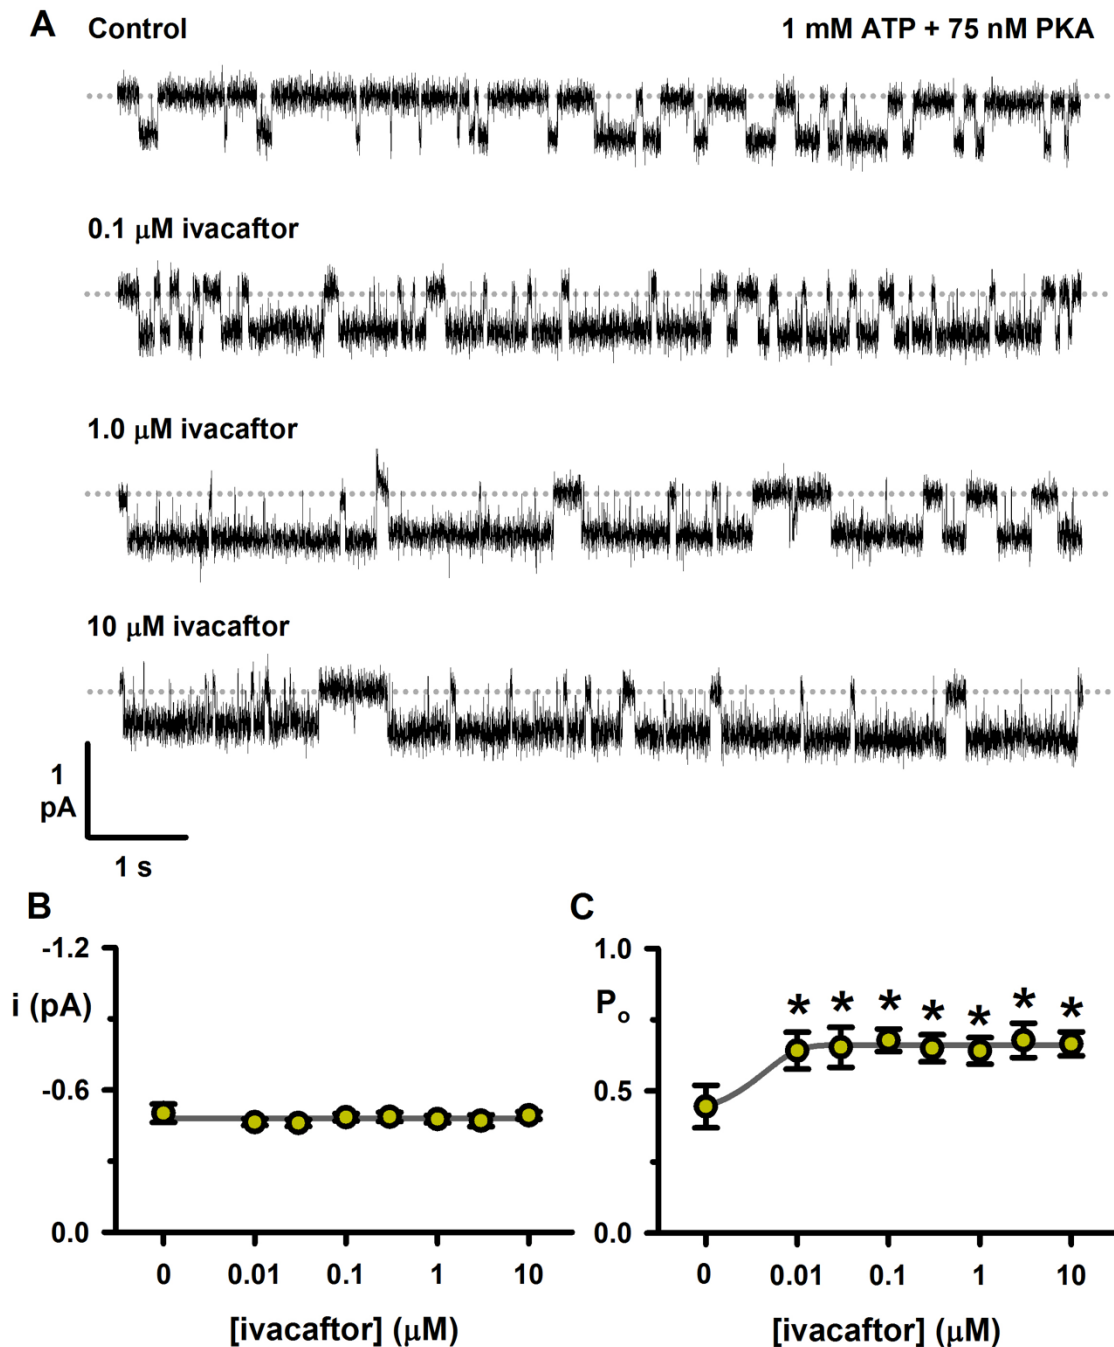 A Control 1 mM ATP + 75 nM PKA
0.1 μM ivacaftor
1.0 μM ivacaftor
10 μM ivacaftor
1
pA
1 s
B C
-1.2 1.0
i (pA) Po
* * * * * * *
-0.6 0.5
0.0 0.0
0 0.01 0.1 1 10 0 0.01 0.1 1 10
[ivacaftor] (μM) [ivacaftor] (μM)